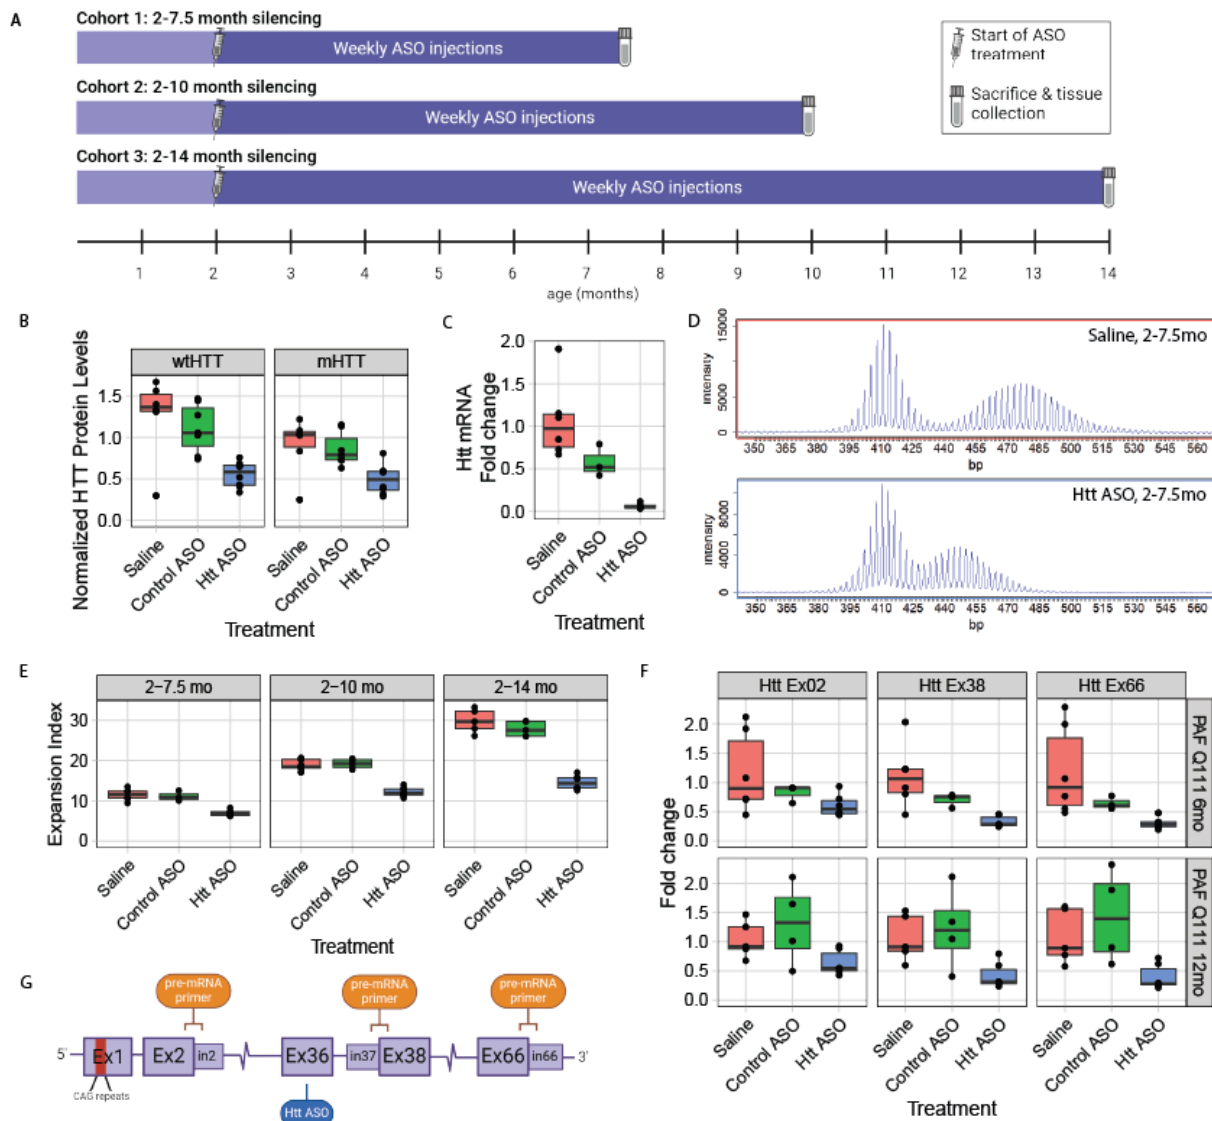 A
Cohort 1: 2-7.5 month silencing
Weekly ASO injections
Cohort 2: 2-10 month silencing
Weekly ASO injections
Cohort 3: 2-14 month silencing
Weekly ASO injections
Start of ASO
treatment
Sacrifice & tissue
collection
1 2 3 4 5 6 7 8 9 10 11 12 13 14
age (months)
B
Normalized HTT Protein Levels
wtHTT mHTT
1.5
1.0
0.5
0.0
Saline Control ASO Htt ASO Saline Control ASO Htt ASO
Treatment
C
Htt mRNA
Fold change
2.0
1.5
1.0
0.5
0.0
Saline Control ASO Htt ASO
Treatment
D
Saline, 2-7.5mo
intensity
15000
5000
0
350 365 380 395 410 425 440 455 470 485 500 515 530 545 560
bp
Htt ASO, 2-7.5mo
intensity
8000
4000
0
350 365 380 395 410 425 440 455 470 485 500 515 530 545 560
bp
E
Expansion Index
2-7.5 mo 2-10 mo 2-14 mo
30
20
10
0
Saline Control ASO Htt ASO Saline Control ASO Htt ASO Saline Control ASO Htt ASO
Treatment
F
Fold change
Htt Ex02 Htt Ex38 Htt Ex66
2.0
1.5
1.0
0.5
0.0
PAF Q111 6mo
2.0
1.5
1.0
0.5
0.0
PAF Q111 12mo
Saline Control ASO Htt ASO Saline Control ASO Htt ASO Saline Control ASO Htt ASO
Treatment
G
pre-mRNA
primer
pre-mRNA
primer
pre-mRNA
primer
5' Ex1 Ex2 in2 Ex36 in37 Ex38 Ex66 in66 3'
CAG repeats
Htt ASO